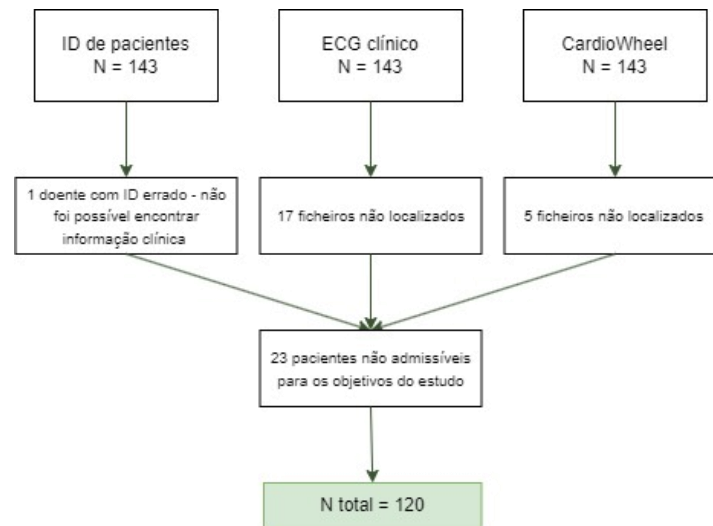 ID de pacientes
N = 143
ECG clínico
N = 143
CardioWheel
N = 143
1 doente com ID errado - não
foi possível encontrar
informação clínica
17 ficheiros não localizados
5 ficheiros não localizados
23 pacientes não admissíveis
para os objetivos do estudo
N total = 120